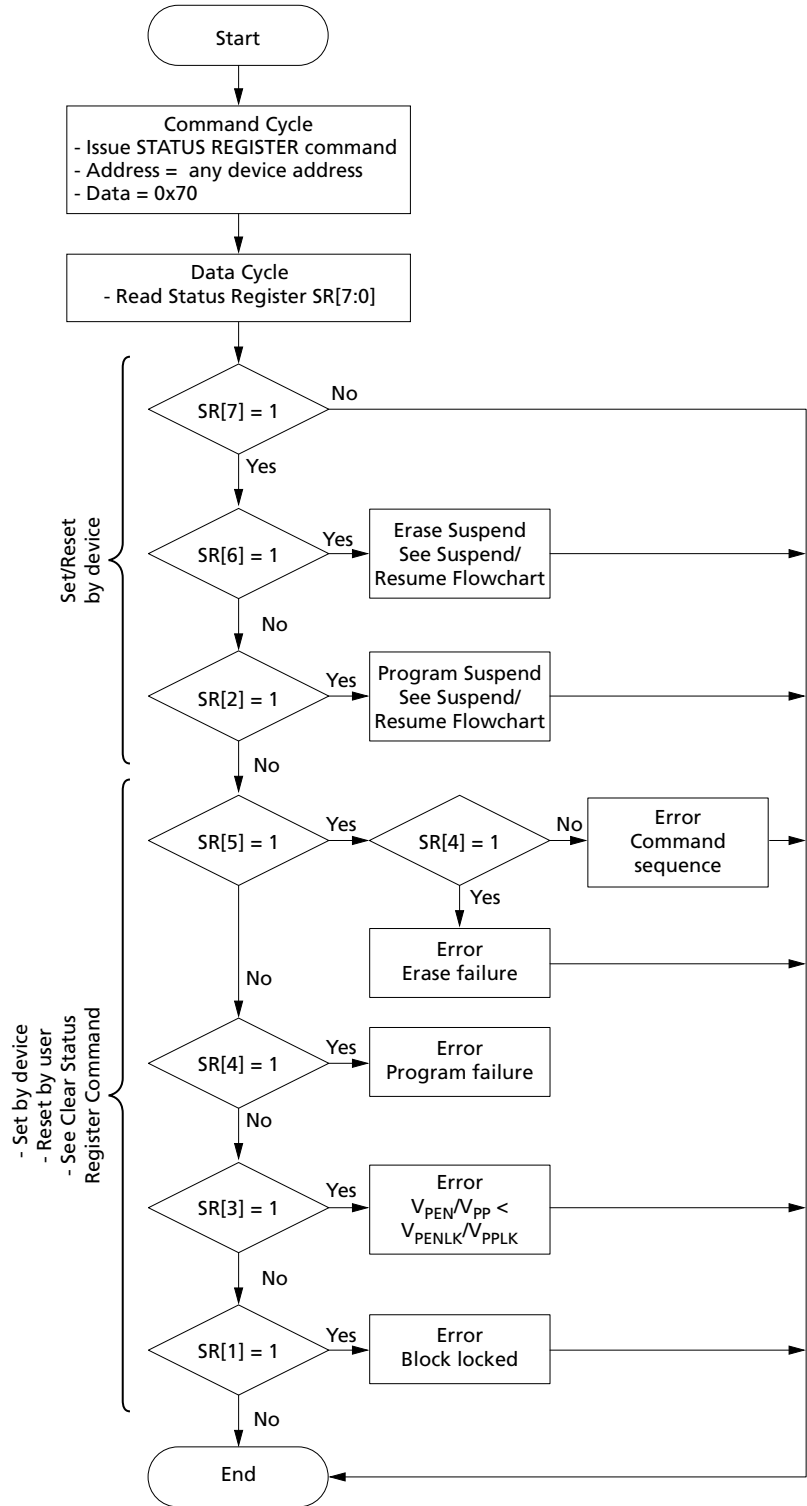 Start
Command Cycle
- Issue STATUS REGISTER command
- Address = any device address
- Data = 0x70
Data Cycle
- Read Status Register SR[7:0]
Set/Reset
by device
SR[7] = 1
No
Yes
SR[6] = 1
Yes
Erase Suspend
See Suspend/
Resume Flowchart
No
SR[2] = 1
Yes
Program Suspend
See Suspend/
Resume Flowchart
No
- Set by device
- Reset by user
- See Clear Status
Register Command
SR[5] = 1
Yes
SR[4] = 1
No
Error
Command
sequence
Yes
Error
Erase failure
No
SR[4] = 1
Yes
Error
Program failure
No
SR[3] = 1
Yes
Error
VPEN/VPP <
VPENLK/VPPLK
No
SR[1] = 1
Yes
Error
Block locked
No
End